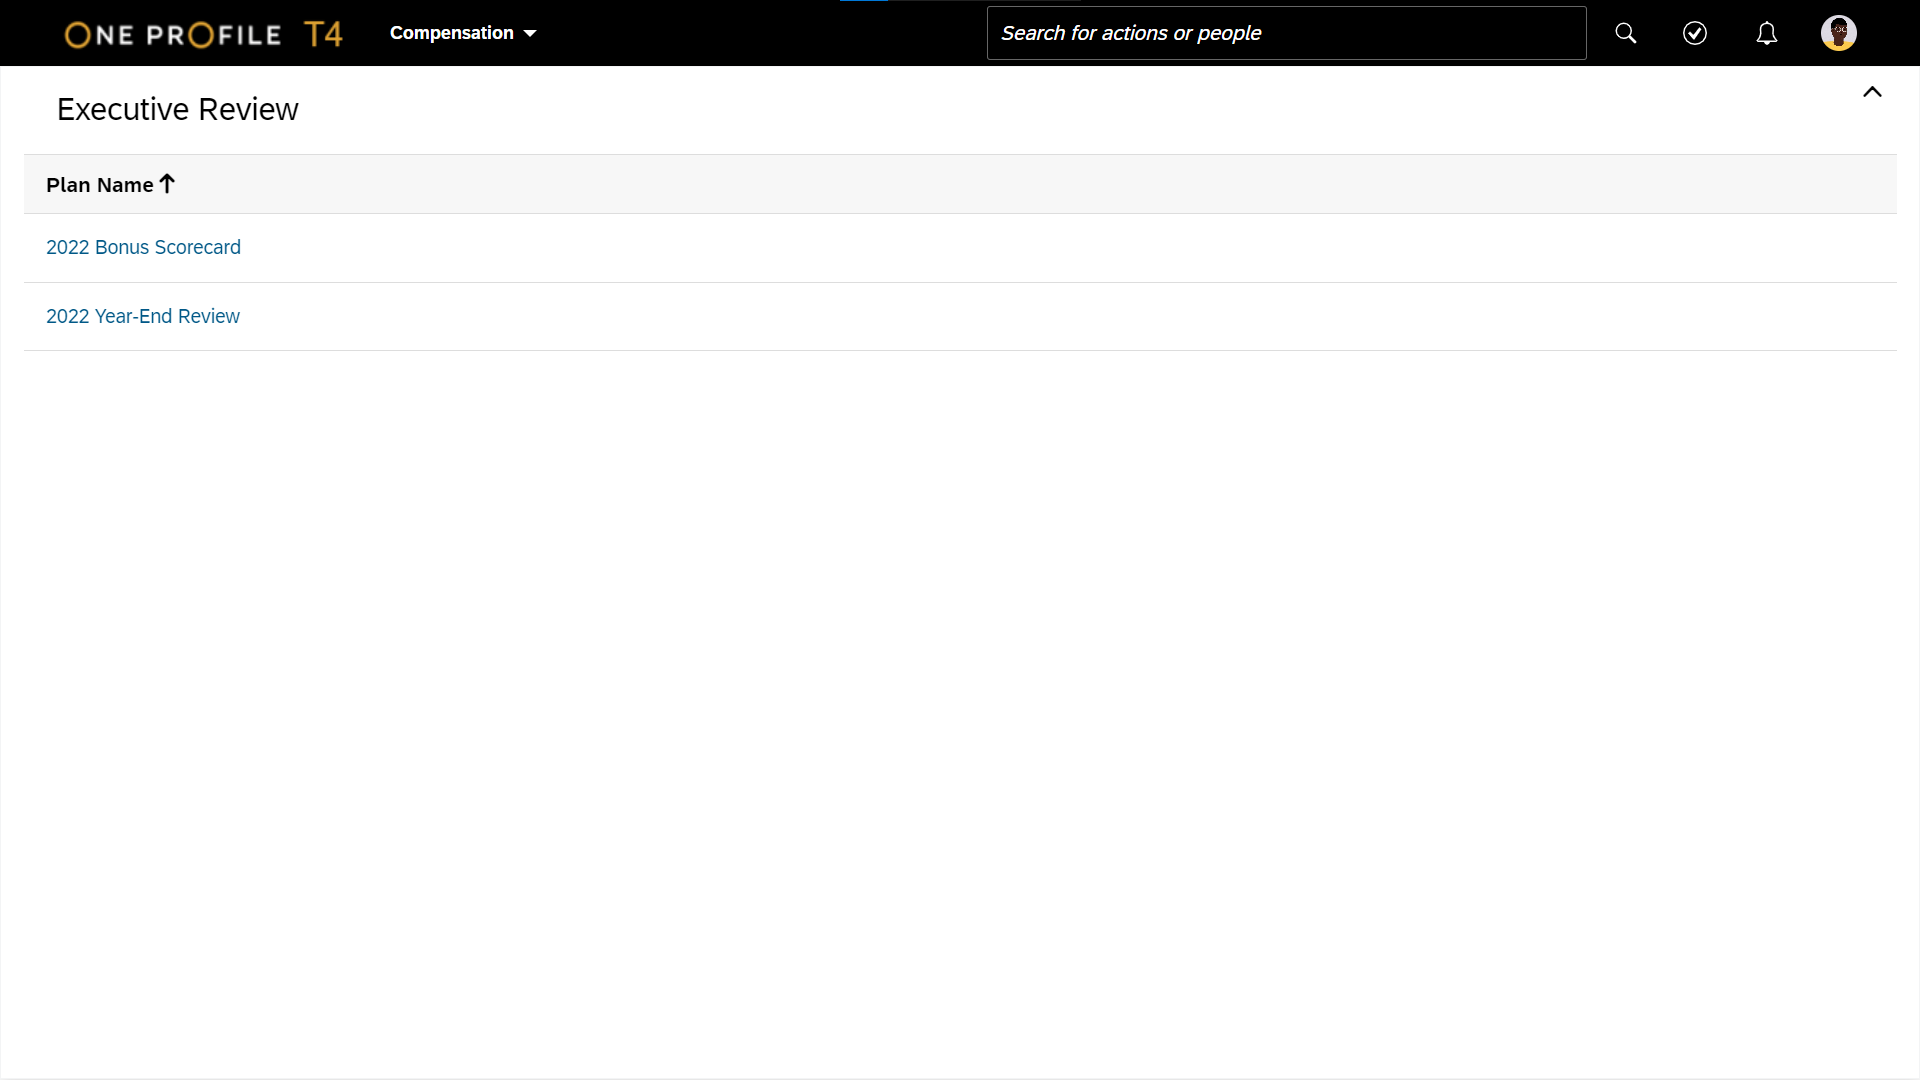 ONE PROFILE T4
Compensation
Search for actions or people
Executive Review
Plan Name
2022 Bonus Scorecard
2022 Year-End Review